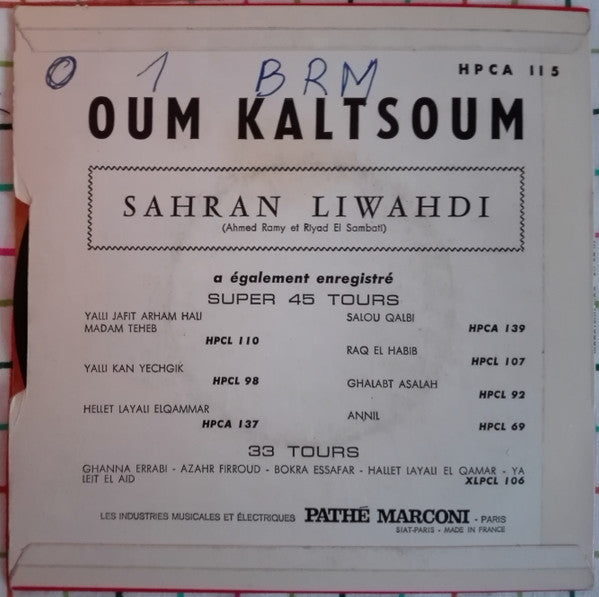 O 1 BRM
HPCA 115
OUM KALTSOUM
SAHRAN LIWAHDI
(Ahmed Ramy et Riyad El Sambati)
a également enregistré
SUPER 45 TOURS
YALLI JAFIT ARHAM HALI
MADAM TEHEB
HPCL 110
YALLI KAN YECHGIK
HPCL 98
HELLET LAYALI ELQAMMAR
HPCA 137
SALOU QALBI
HPCA 139
RAQ EL HABIB
HPCL 107
GHALABT ASALAH
HPCL 92
ANNIL
HPCL 69
33 TOURS
GHANNA ERRABI - AZAHR FIRROUD - BOKRA ESSAFAR - HALLET LAYALI EL QAMAR - YA
LEIT EL AID
XLPCL 106
LES INDUSTRIES MUSICALES ET ÉLECTRIQUES PATHÉ MARCONI - PARIS
SIAT-PARIS - MADE IN FRANCE